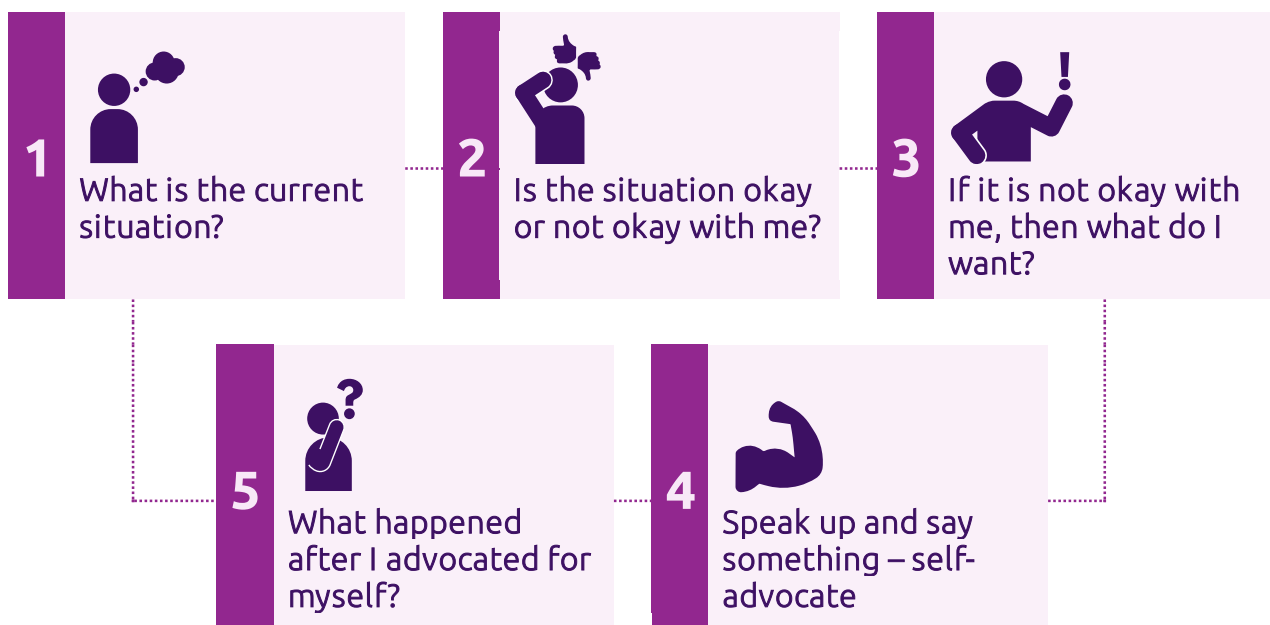 1
What is the current
situation?
2
Is the situation okay
or not okay with me?
3
If it is not okay with
me, then what do I
want?
4
Speak up and say
something – self-
advocate
5
What happened
after I advocated for
myself?